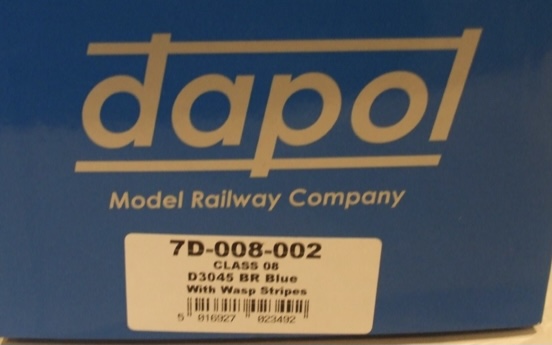 dapol
Model Railway Company
7D-008-002
CLASS 08
D3045 BR Blue
With Wasp Stripes
5 016927 023492